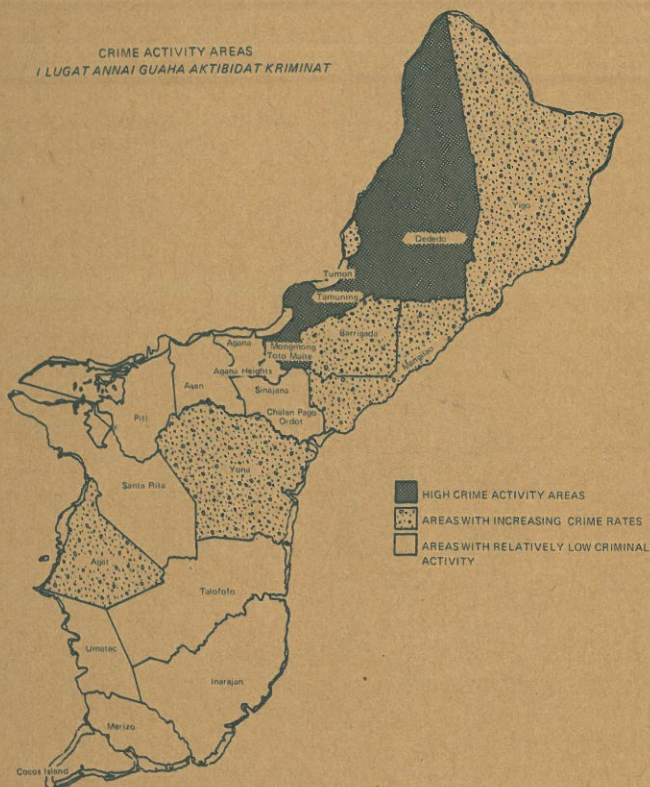 CRIME ACTIVITY AREAS
I LUGAT ANNAI GUAHA AKTIBIDAT KRIMINAT
Yigo
Dededo
Tumon
Tamuning
Barrigada
Mangilao
Agana
Mongmong
Toto Maite
Agana Heights
Asan
Sinajana
Piti
Chalan Pago
Ordot
Yona
Santa Rita
HIGH CRIME ACTIVITY AREAS
AREAS WITH INCREASING CRIME RATES
AREAS WITH RELATIVELY LOW CRIMINAL
ACTIVITY
Agat
Talofofo
Umatac
Inarajan
Merizo
Cocos Island